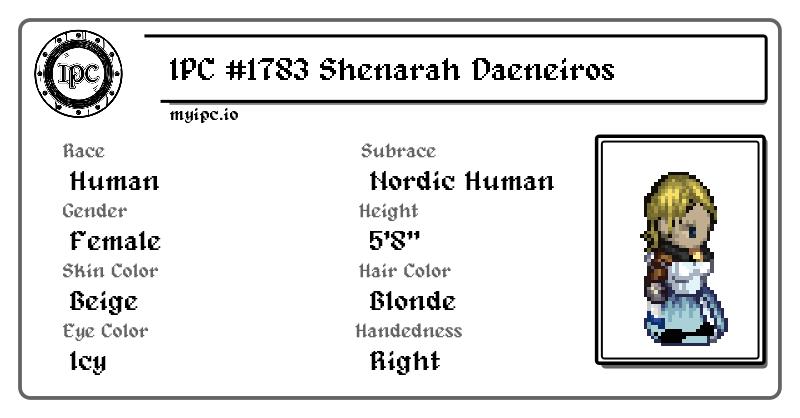 IPC
IPC #1783 Shenarah Daeneiros
myipc.io
Race
Human
Subrace
Nordic Human
Gender
Female
Height
5'8"
Skin Color
Beige
Hair Color
Blonde
Eye Color
Icy
Handedness
Right